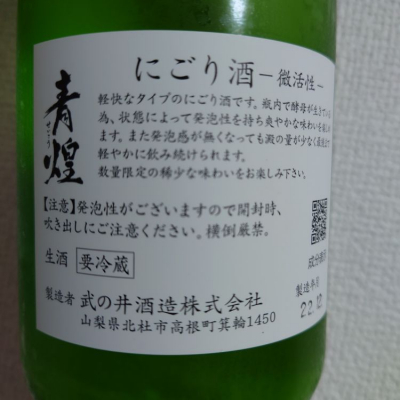 にごり酒－微活性－
青煌
せいこう
軽快なタイプのにごり酒です。瓶内で酵母が生きている
為、状態によって発泡性を持ち爽やかな味わいを
ます。また発泡感が無くなっても澱の量が少なく
軽やかに飲み続けられます。
数量限定の稀少な味わいをお楽しみ下さい。
【注意】発泡性がございますので開封時、
吹き出しにご注意ください。横倒厳禁。
生酒 要冷蔵
製造者 武の井酒造株式会社
山梨県北杜市高根町箕輪1450
製造年月
22.12